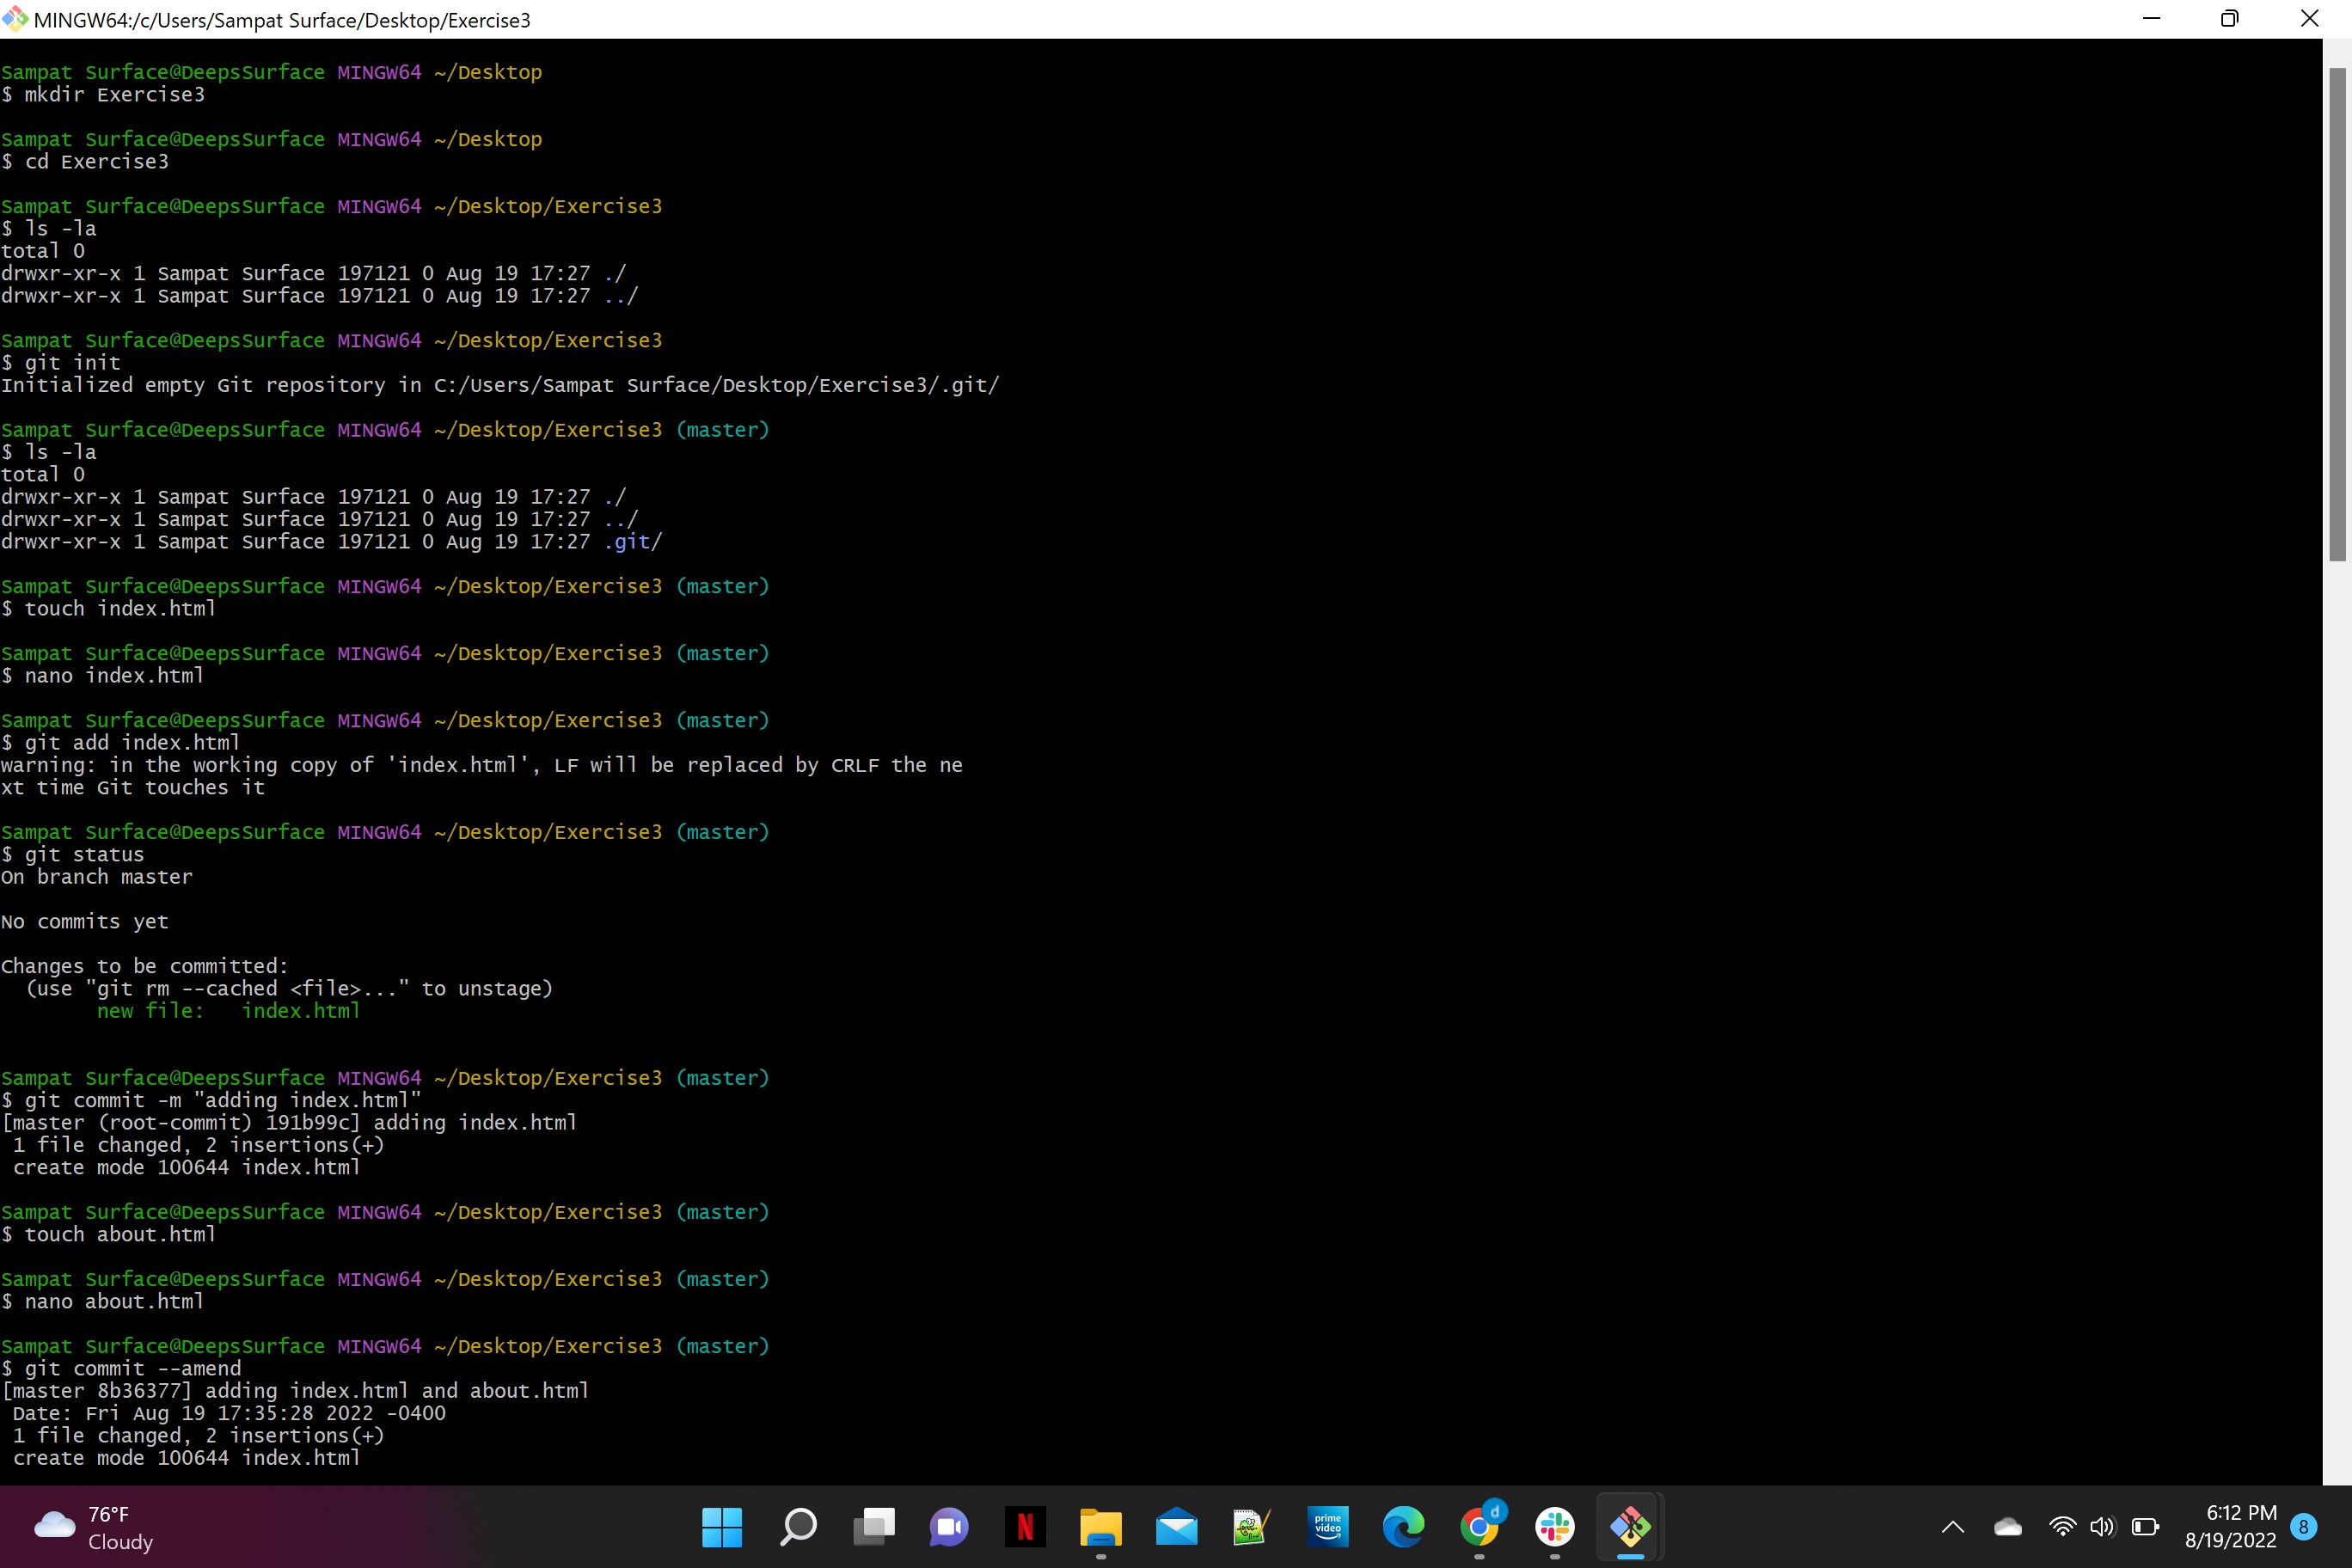 MINGW64:/c/Users/Sampat Surface/Desktop/Exercise3
Sampat Surface@DeepsSurface MINGW64 ~/Desktop
$ mkdir Exercise3
Sampat Surface@DeepsSurface MINGW64 ~/Desktop
$ cd Exercise3
Sampat Surface@DeepsSurface MINGW64 ~/Desktop/Exercise3
$ ls -la
total 0
drwxr-xr-x 1 Sampat Surface 197121 0 Aug 19 17:27 ./
drwxr-xr-x 1 Sampat Surface 197121 0 Aug 19 17:27 ../
Sampat Surface@DeepsSurface MINGW64 ~/Desktop/Exercise3
$ git init
Initialized empty Git repository in C:/Users/Sampat Surface/Desktop/Exercise3/.git/
Sampat Surface@DeepsSurface MINGW64 ~/Desktop/Exercise3 (master)
$ ls -la
total 0
drwxr-xr-x 1 Sampat Surface 197121 0 Aug 19 17:27 ./
drwxr-xr-x 1 Sampat Surface 197121 0 Aug 19 17:27 ../
drwxr-xr-x 1 Sampat Surface 197121 0 Aug 19 17:27 .git/
Sampat Surface@DeepsSurface MINGW64 ~/Desktop/Exercise3 (master)
$ touch index.html
Sampat Surface@DeepsSurface MINGW64 ~/Desktop/Exercise3 (master)
$ nano index.html
Sampat Surface@DeepsSurface MINGW64 ~/Desktop/Exercise3 (master)
$ git add index.html
warning: in the working copy of 'index.html', LF will be replaced by CRLF the ne
xt time Git touches it
Sampat Surface@DeepsSurface MINGW64 ~/Desktop/Exercise3 (master)
$ git status
On branch master
No commits yet
Changes to be committed:
(use "git rm --cached <file>..." to unstage)
new file:   index.html
Sampat Surface@DeepsSurface MINGW64 ~/Desktop/Exercise3 (master)
$ git commit -m "adding index.html"
[master (root-commit) 191b99c] adding index.html
1 file changed, 2 insertions(+)
create mode 100644 index.html
Sampat Surface@DeepsSurface MINGW64 ~/Desktop/Exercise3 (master)
$ touch about.html
Sampat Surface@DeepsSurface MINGW64 ~/Desktop/Exercise3 (master)
$ nano about.html
Sampat Surface@DeepsSurface MINGW64 ~/Desktop/Exercise3 (master)
$ git commit --amend
[master 8b36377] adding index.html and about.html
Date: Fri Aug 19 17:35:28 2022 -0400
1 file changed, 2 insertions(+)
create mode 100644 index.html
76°F
Cloudy
N
prime
video
d
6:12 PM
8/19/2022
8